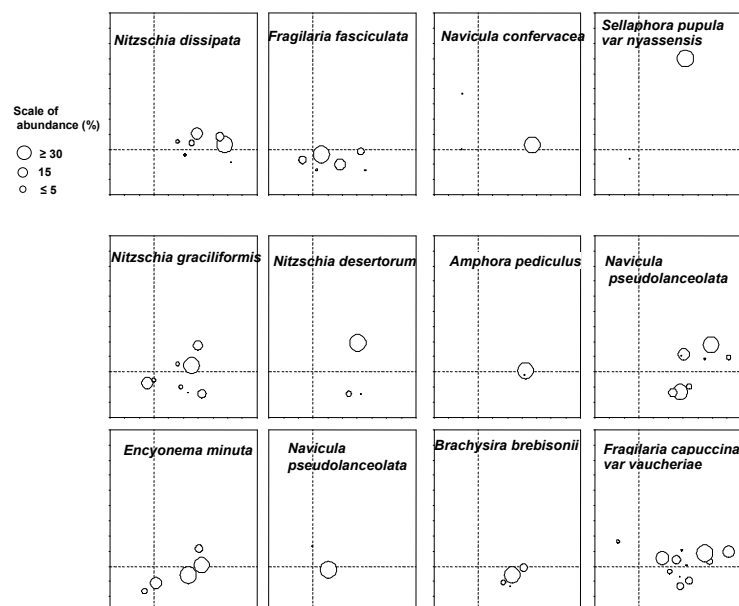 Nitzschia dissipata
Fragilaria fasciculata
Navicula confervacea
Sellaphora pupula
var nyassensis
Scale of
abundance (%)
≥ 30
15
≤ 5
Nitzschia graciliformis
Nitzschia desertorum
Amphora pediculus
Navicula
pseudolanceolata
Encyonema minuta
Navicula
pseudolanceolata
Brachysira brebisonii
Fragilaria capuccina
var vaucheriae